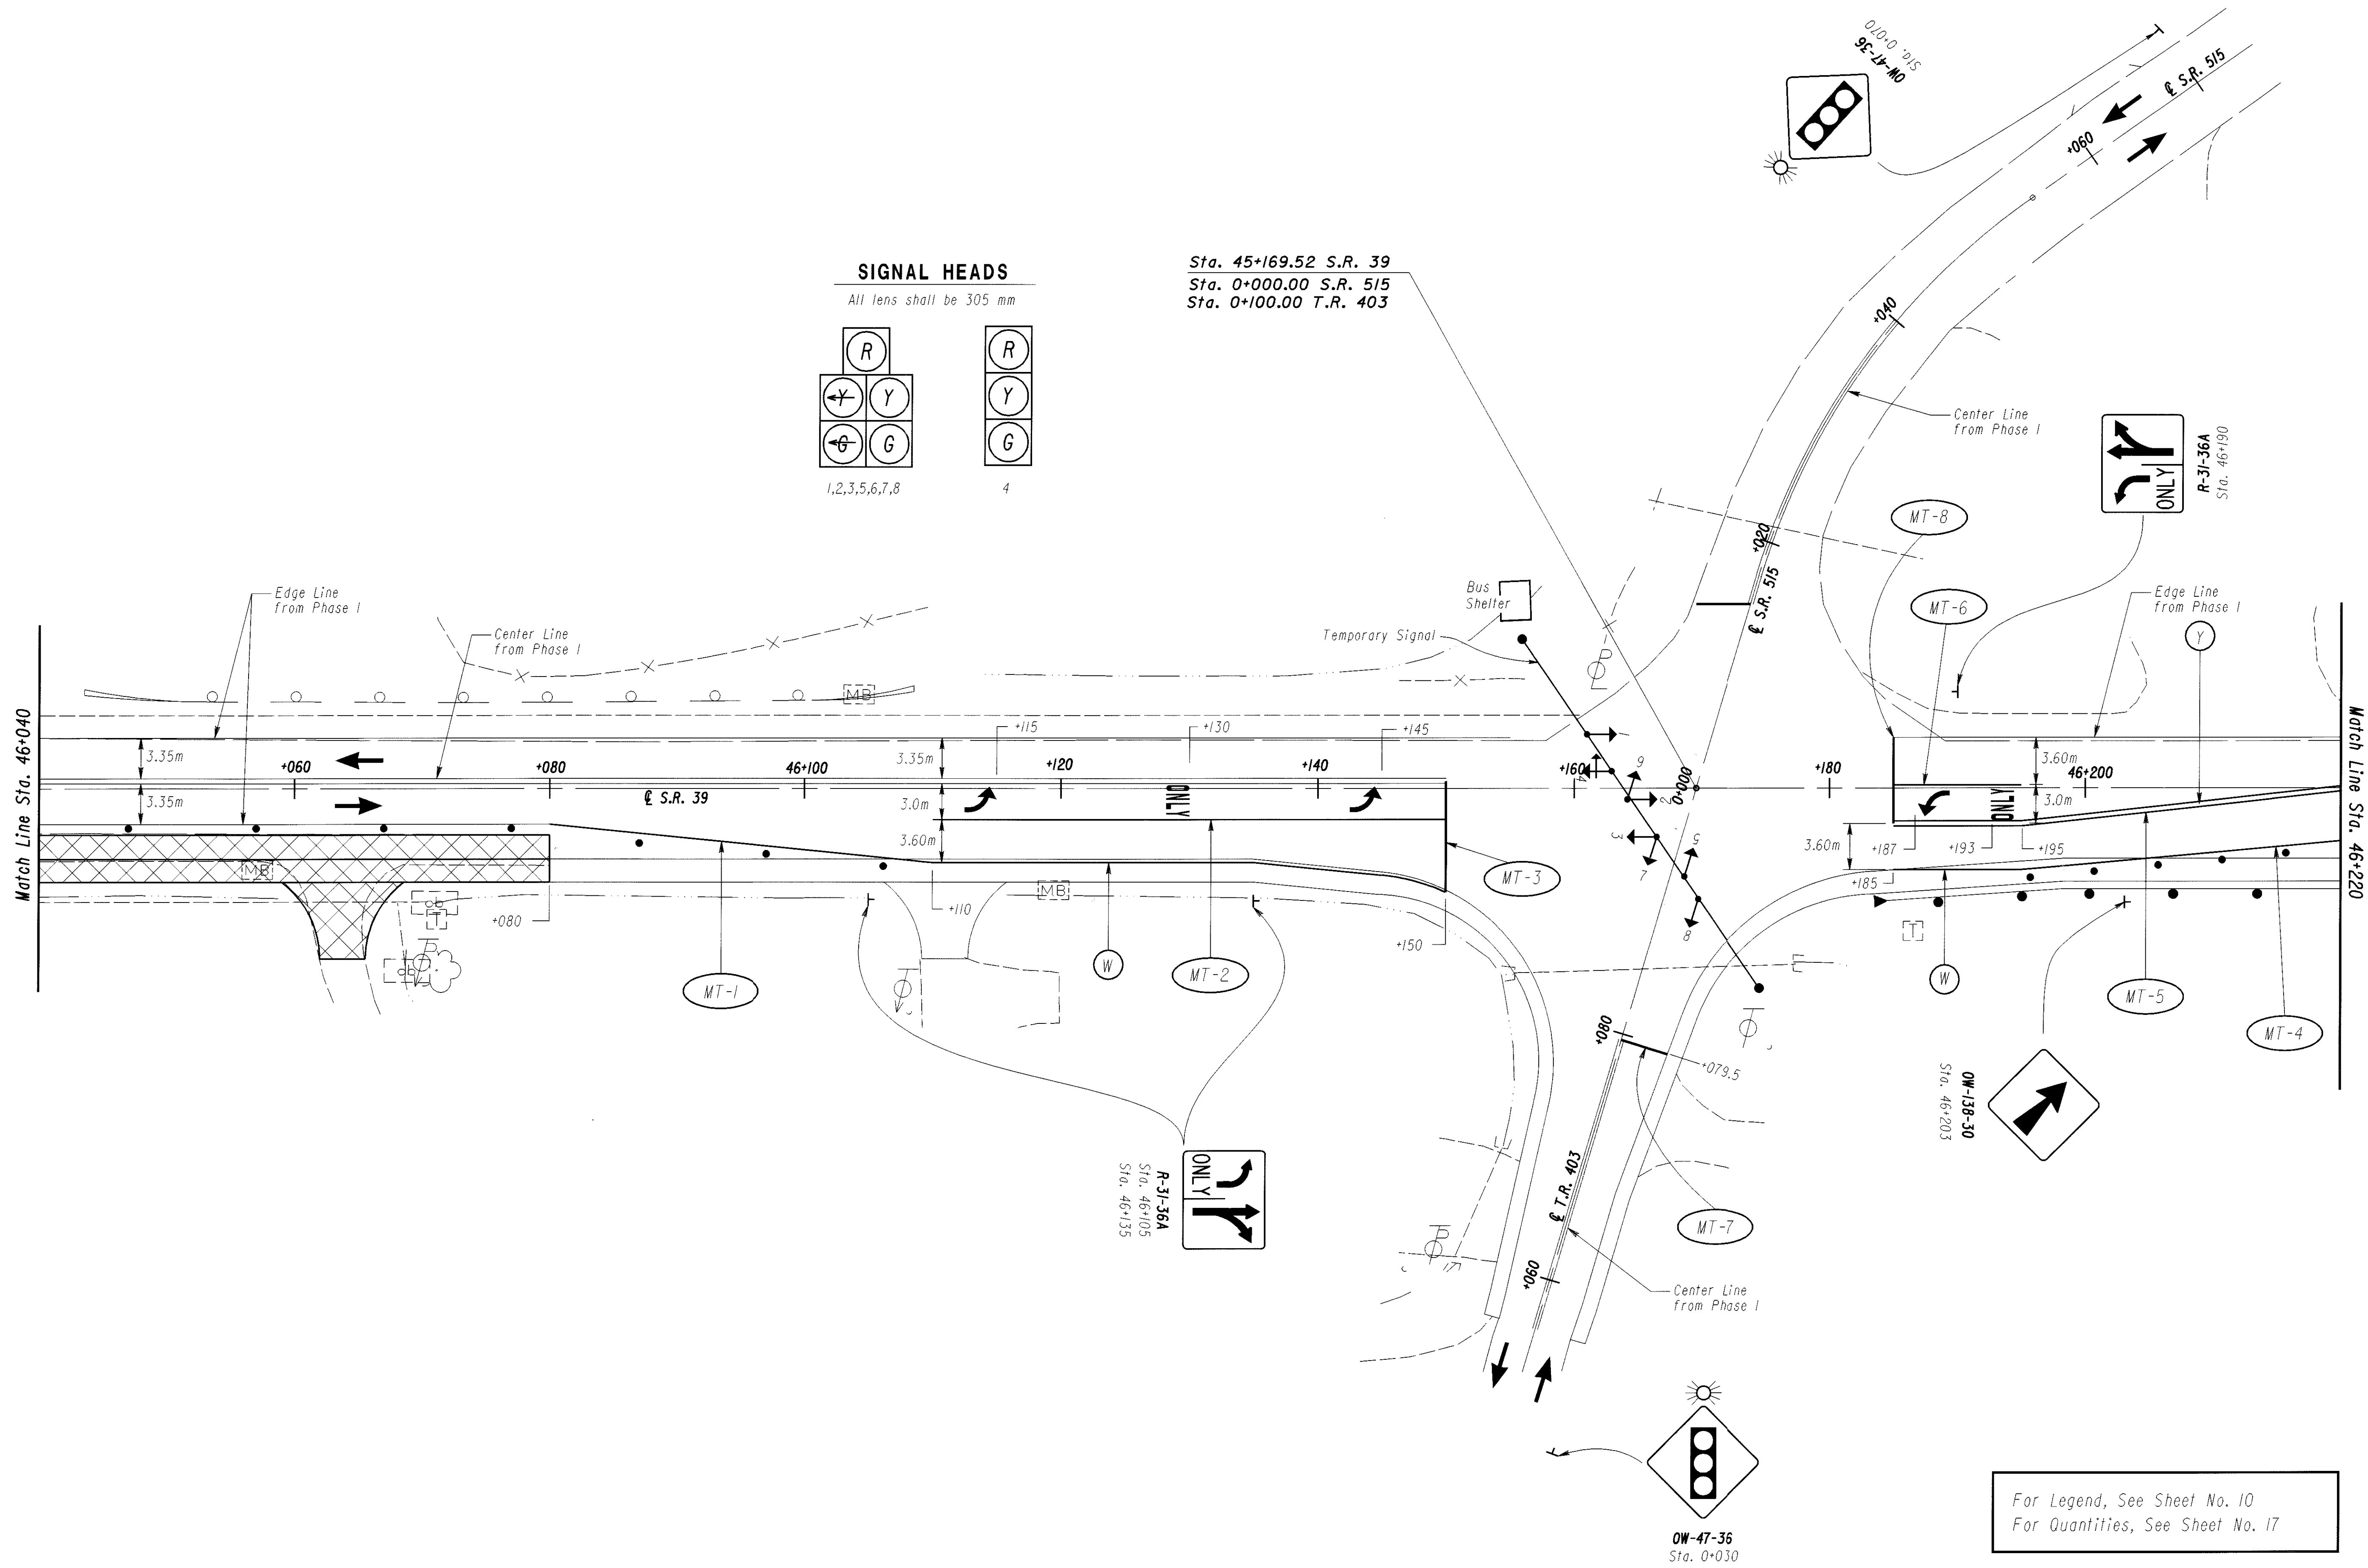 OW-47-36
Sta. 0+070
℄ S.R. 515
+060
SIGNAL HEADS
All lens shall be 305 mm
R
Y Y
G G
1,2,3,5,6,7,8
R
Y
G
4
Sta. 45+169.52 S.R. 39
Sta. 0+000.00 S.R. 515
Sta. 0+100.00 T.R. 403
+040
Center Line
from Phase 1
ONLY
R-31-36A
Sta. 46+190
MT-8
+020
℄ S.R. 515
MT-6
Edge Line
from Phase 1
Y
Edge Line
from Phase 1
Center Line
from Phase 1
Bus
Shelter
Temporary Signal
MB
Match Line Sta. 46+040
Match Line Sta. 46+220
3.35m
3.35m
+115
+130
+145
3.60m
+060
+080
46+100
+120
+140
+160
0+000
+180
46+200
1
4
6
2
3
7
5
8
3.35m
℄ S.R. 39
3.0m
ONLY
ONLY
3.0m
3.60m
3.60m
+187
+193
+195
+185
MB
MB
T
+080
+110
+150
MT-3
MT-1
W
MT-2
W
MT-5
MT-4
T
+080
+079.5
OW-138-30
Sta. 46+203
ONLY
R-31-36A
Sta. 46+105
Sta. 46+135
℄ T.R. 403
MT-7
+060
Center Line
from Phase 1
OW-47-36
Sta. 0+030
For Legend, See Sheet No. 10
For Quantities, See Sheet No. 17